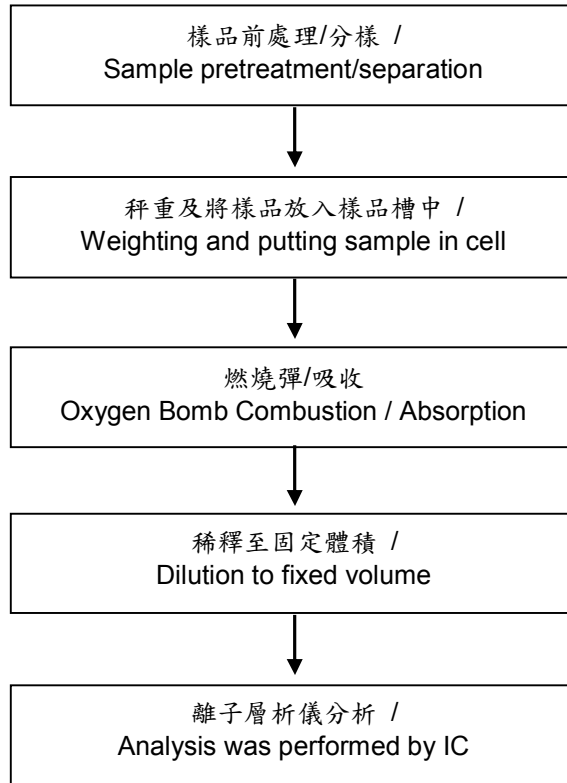 樣品前處理/分樣 /
Sample pretreatment/separation
秤重及將樣品放入樣品槽中 /
Weighting and putting sample in cell
燃燒彈/吸收
Oxygen Bomb Combustion / Absorption
稀釋至固定體積 /
Dilution to fixed volume
離子層析儀分析 /
Analysis was performed by IC